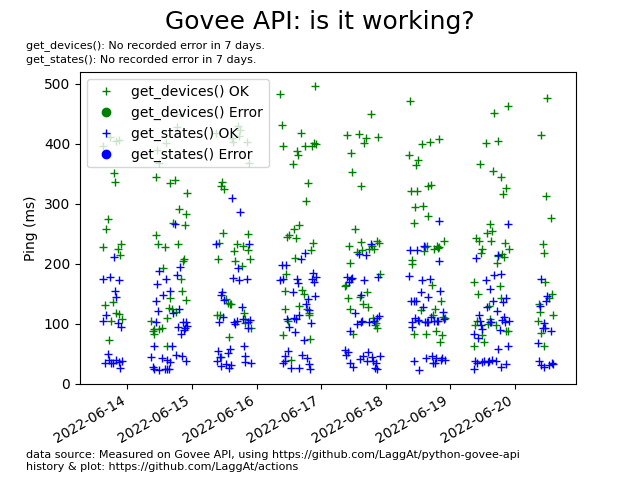 Govee API: is it working?
get_devices(): No recorded error in 7 days.
get_states(): No recorded error in 7 days.
get_devices() OK
get_devices() Error
get_states() OK
get_states() Error
Ping (ms)
500
400
300
200
100
0
2022-06-14
2022-06-15
2022-06-16
2022-06-17
2022-06-18
2022-06-19
2022-06-20
data source: Measured on Govee API, using https://github.com/LaggAt/python-govee-api
history & plot: https://github.com/LaggAt/actions